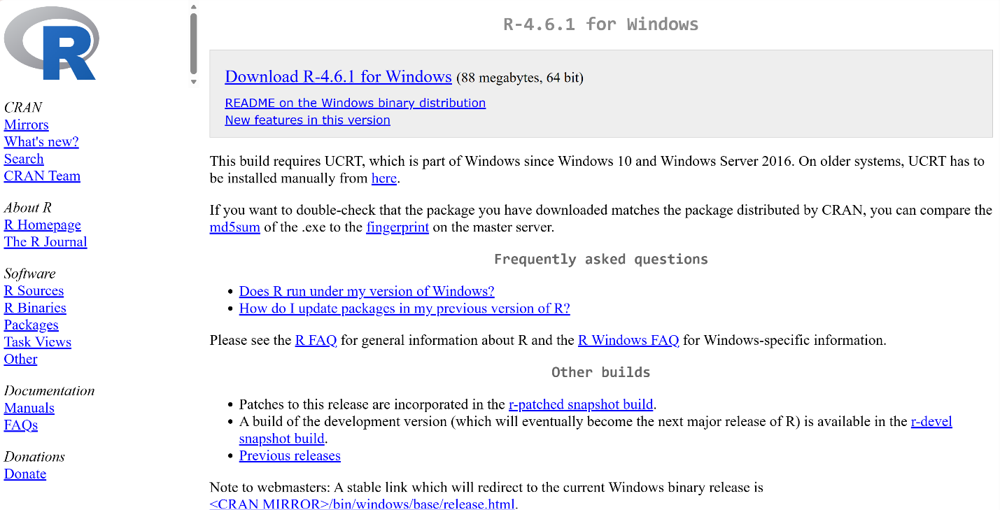 R
CRAN
Mirrors
What's new?
Search
CRAN Team
About R
R Homepage
The R Journal
Software
R Sources
R Binaries
Packages
Task Views
Other
Documentation
Manuals
FAQs
Donations
Donate
R-4.6.1 for Windows
Download R-4.6.1 for Windows (88 megabytes, 64 bit)
README on the Windows binary distribution
New features in this version
This build requires UCRT, which is part of Windows since Windows 10 and Windows Server 2016. On older systems, UCRT has to
be installed manually from here.
If you want to double-check that the package you have downloaded matches the package distributed by CRAN, you can compare the
md5sum of the .exe to the fingerprint on the master server.
Frequently asked questions
• Does R run under my version of Windows?
• How do I update packages in my previous version of R?
Please see the R FAQ for general information about R and the R Windows FAQ for Windows-specific information.
Other builds
• Patches to this release are incorporated in the r-patched snapshot build.
• A build of the development version (which will eventually become the next major release of R) is available in the r-devel
snapshot build.
• Previous releases
Note to webmasters: A stable link which will redirect to the current Windows binary release is
<CRAN MIRROR>/bin/windows/base/release.html.